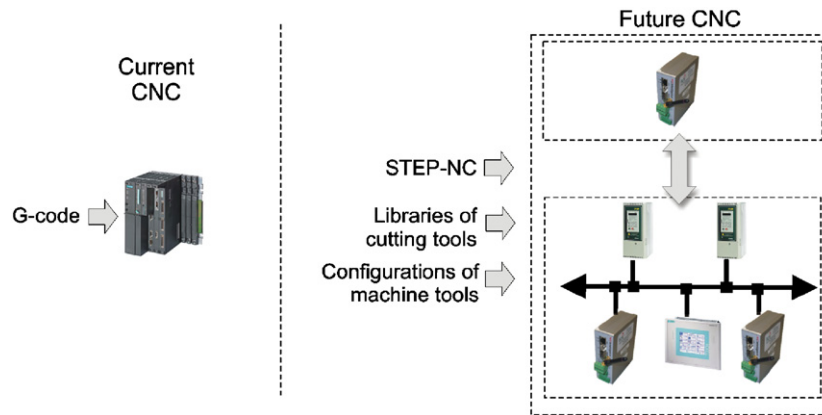 Current
CNC
G-code
Future CNC
STEP-NC
Libraries of
cutting tools
Configurations of
machine tools